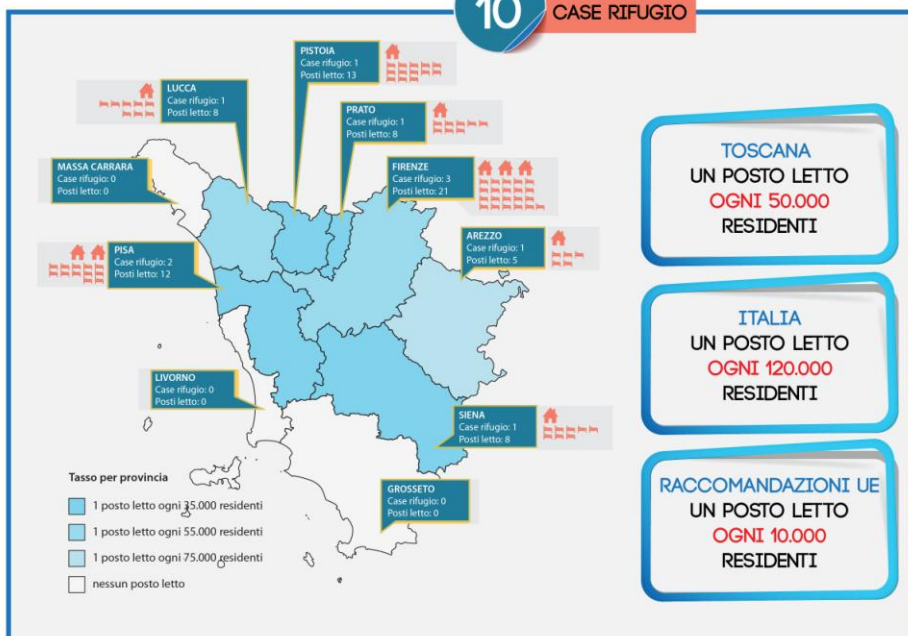 10
CASE RIFUGIO
PISTOIA
Case rifugio: 1
Posti letto: 13
LUCCA
Case rifugio: 1
Posti letto: 8
PRATO
Case rifugio: 1
Posti letto: 8
MASSA CARRARA
Case rifugio: 0
Posti letto: 0
FIRENZE
Case rifugio: 3
Posti letto: 21
PISA
Case rifugio: 2
Posti letto: 12
AREZZO
Case rifugio: 1
Posti letto: 5
LIVORNO
Case rifugio: 0
Posti letto: 0
SIENA
Case rifugio: 1
Posti letto: 8
GROSSETO
Case rifugio: 0
Posti letto: 0
Tasso per provincia
1 posto letto ogni 35.000 residenti
1 posto letto ogni 55.000 residenti
1 posto letto ogni 75.000 residenti
nessun posto letto
TOSCANA
UN POSTO LETTO
OGNI 50.000
RESIDENTI
ITALIA
UN POSTO LETTO
OGNI 120.000
RESIDENTI
RACCOMANDAZIONI UE
UN POSTO LETTO
OGNI 10.000
RESIDENTI